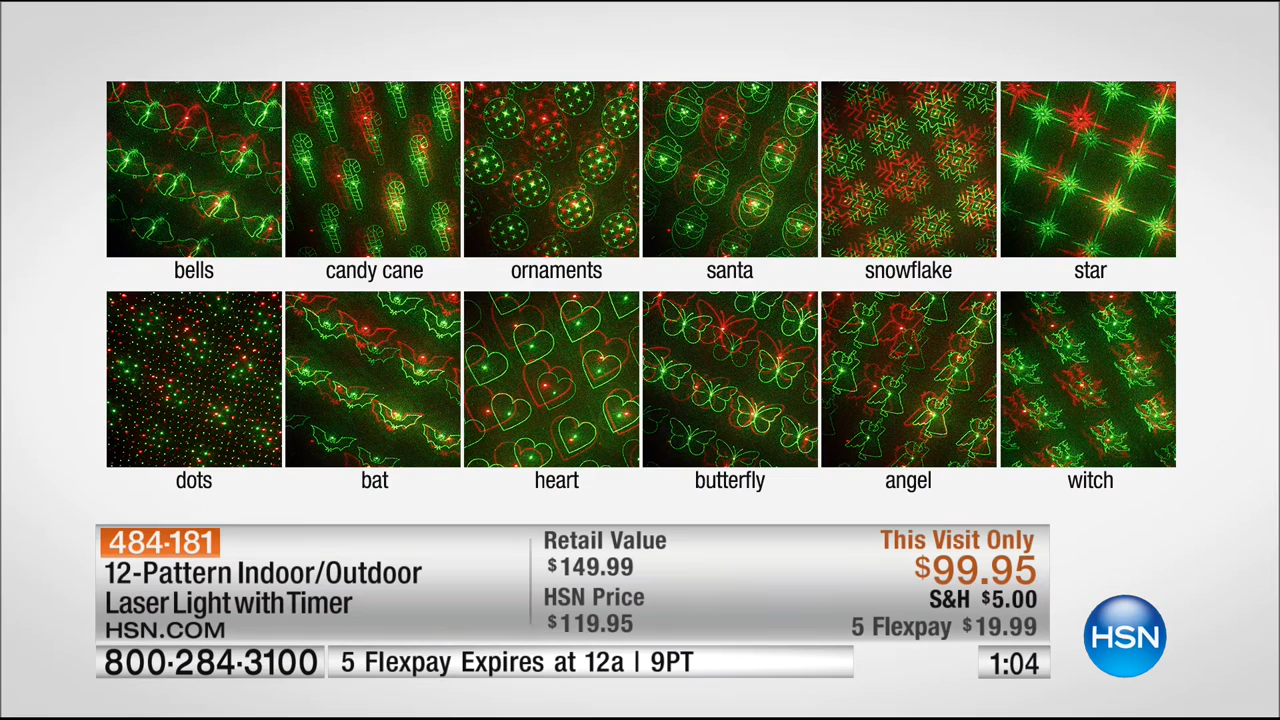 bells
candy cane
ornaments
santa
snowflake
star
dots
bat
heart
butterfly
angel
witch
484-181
12-Pattern Indoor/Outdoor
Laser Light with Timer
HSN.COM
Retail Value
$149.99
HSN Price
$119.95
This Visit Only
$99.95
S&H $5.00
5 Flexpay $19.99
800·284·3100
5 Flexpay Expires at 12a | 9PT
1:04
HSN